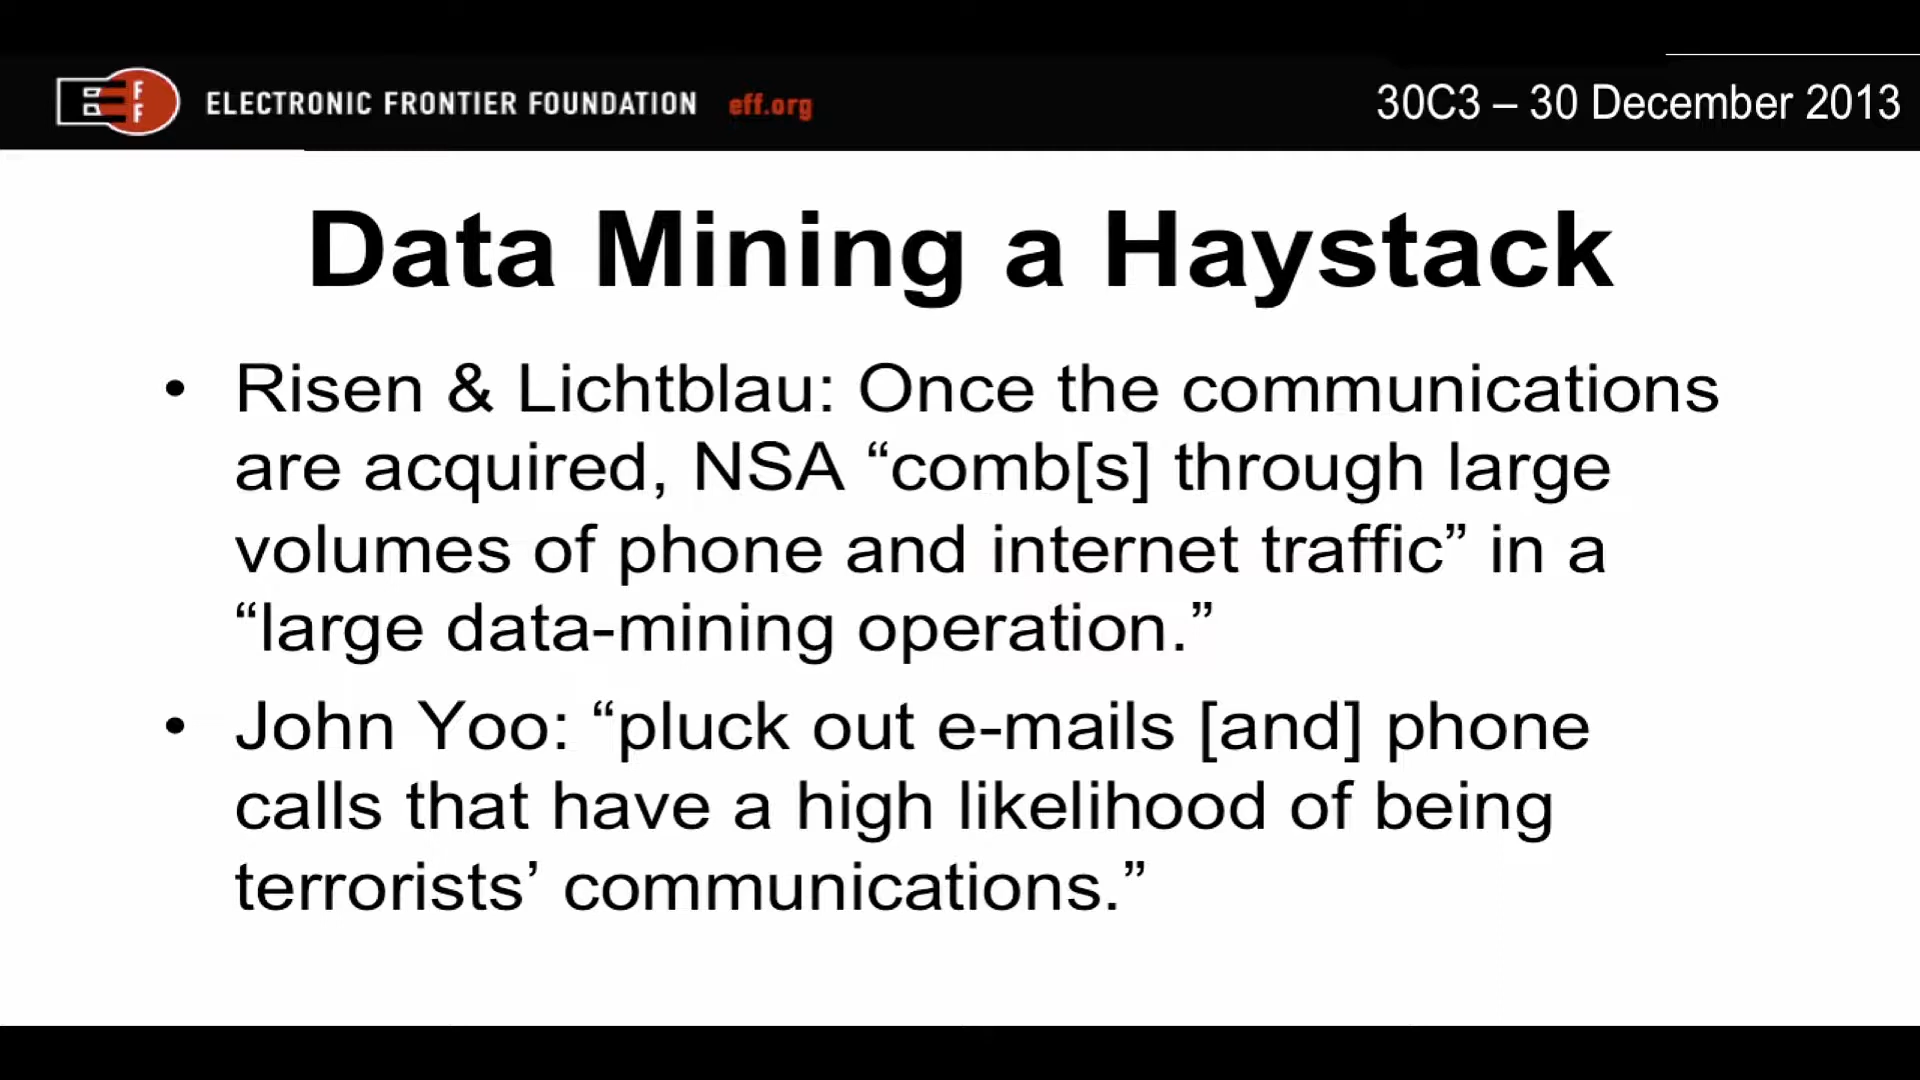 EFF
ELECTRONIC FRONTIER FOUNDATION eff.org
30C3 – 30 December 2013
Data Mining a Haystack
• Risen & Lichtblau: Once the communications
are acquired, NSA “comb[s] through large
volumes of phone and internet traffic” in a
“large data-mining operation.”
• John Yoo: “pluck out e-mails [and] phone
calls that have a high likelihood of being
terrorists’ communications.”